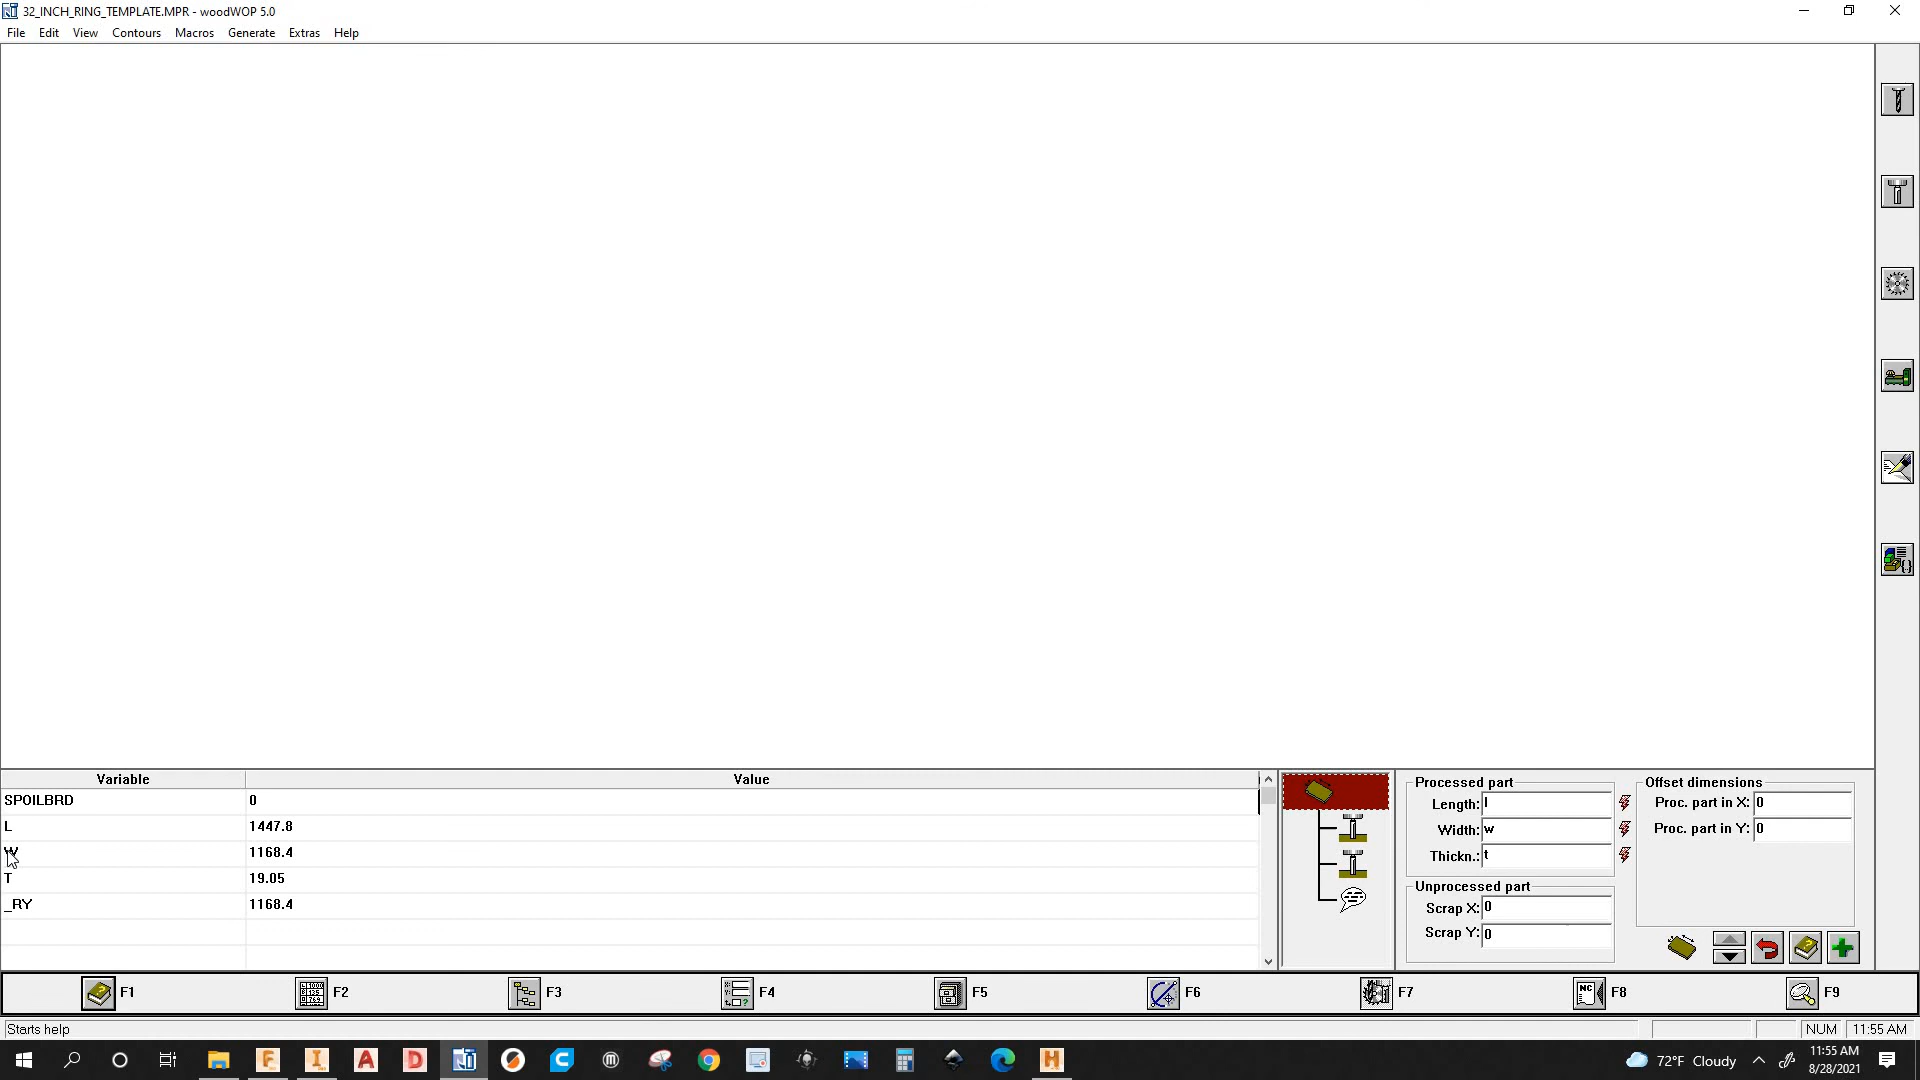 32_INCH_RING_TEMPLATE.MPR - woodWOP 5.0
File Edit View Contours Macros Generate Extras Help
Variable Value
SPOILBRD 0
L 1447.8
W 1168.4
T 19.05
_RY 1168.4
Processed part
Length: l
Width: w
Thickn.: t
Unprocessed part
Scrap X: 0
Scrap Y: 0
Offset dimensions
Proc. part in X: 0
Proc. part in Y: 0
F1 F2 F3 F4 F5 F6 F7 F8 F9
Starts help
NUM 11:55 AM
72°F Cloudy
11:55 AM
8/28/2021